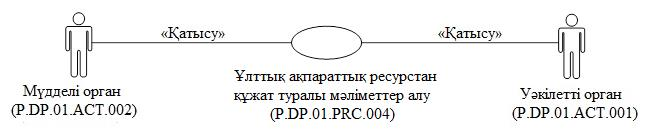 «Қатысу» «Қатысу»
Мүдделі орган
(P.DP.01.ACT.002)
Ұлттық ақпараттық ресурстан
құжат туралы мәліметтер алу
(P.DP.01.PRC.004)
Уәкілетті орган
(P.DP.01.ACT.001)